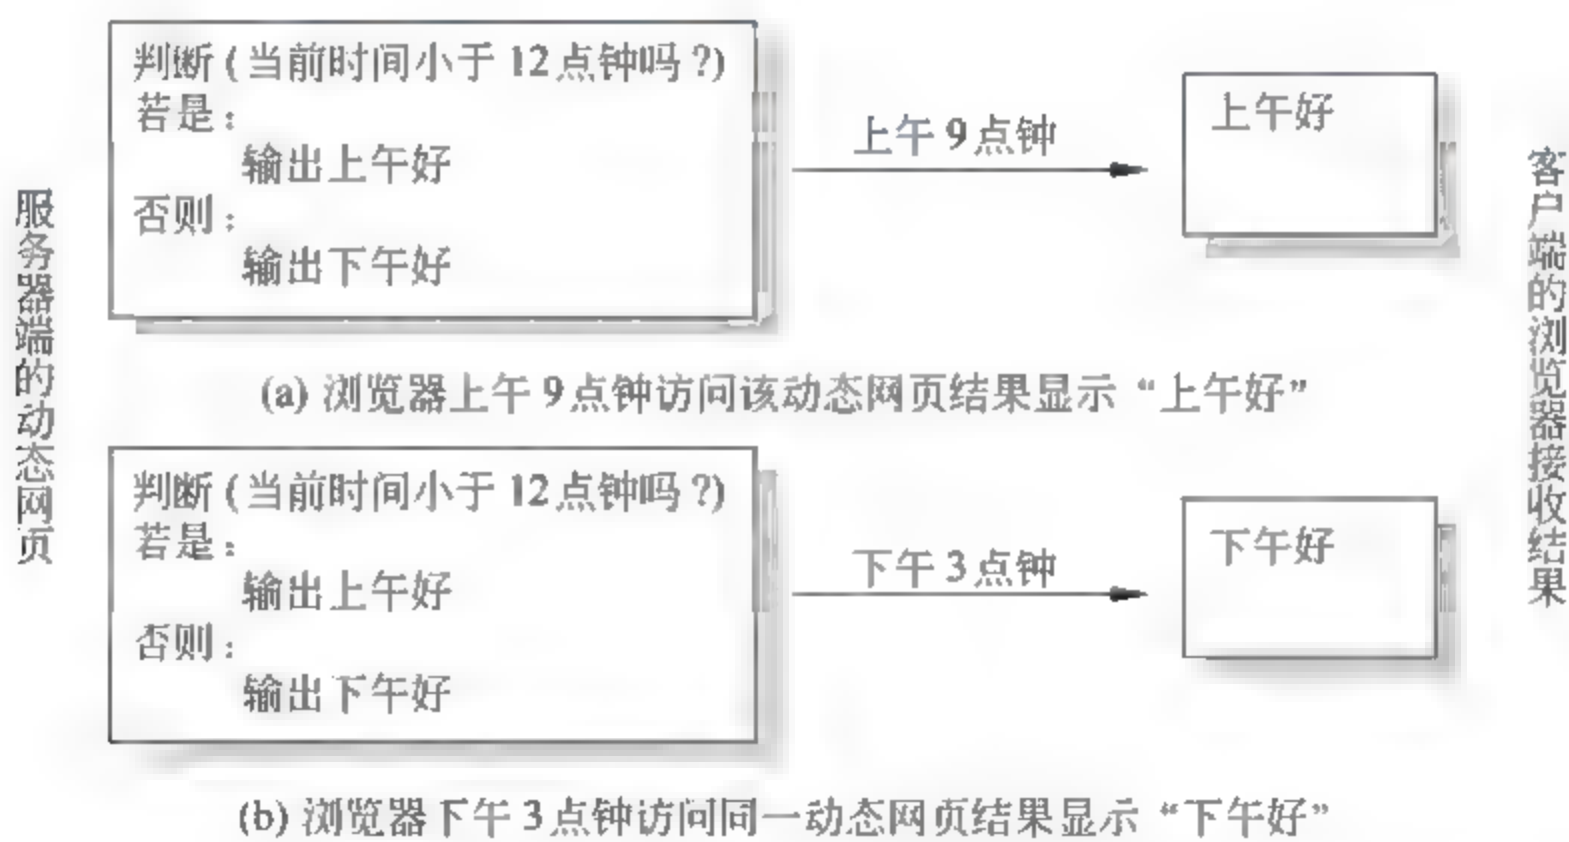 服务器端的动态网页
判断（当前时间小于 12 点钟吗？)
若是：
输出上午好
否则：
输出下午好
上午 9 点钟
上午好
(a) 浏览器上午 9 点钟访问该动态网页结果显示“上午好”
判断（当前时间小于 12 点钟吗？)
若是：
输出上午好
否则：
输出下午好
下午 3 点钟
下午好
(b) 浏览器下午 3 点钟访问同一动态网页结果显示“下午好”
客户端的浏览器接收结果